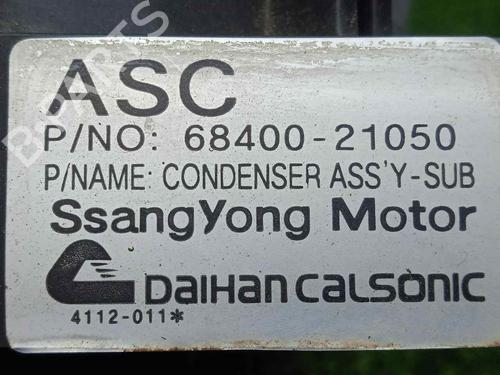 ASC
P/NO: 68400-21050
P/NAME: CONDENSER ASS'Y-SUB
SsangYong Motor
DAIHAN CALSONIC
4112-011*